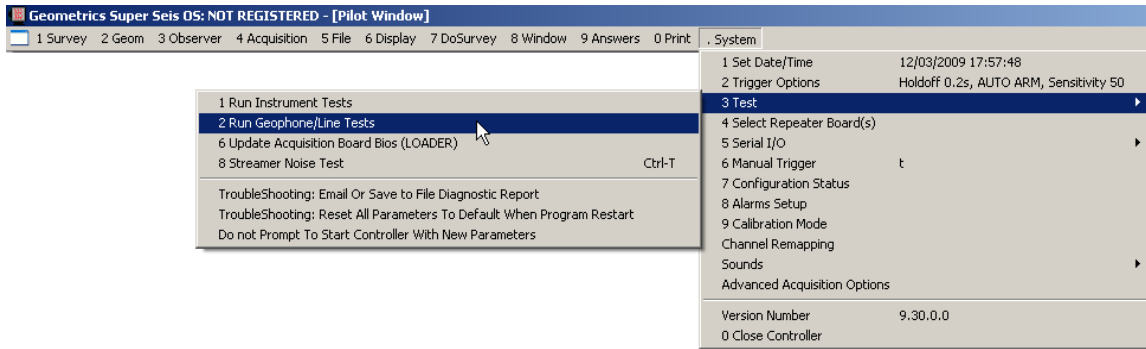 Geometrics Super Seis OS: NOT REGISTERED - [Pilot Window]
1 Survey 2 Geom 3 Observer 4 Acquisition 5 File 6 Display 7 DoSurvey 8 Window 9 Answers 0 Print . System
1 Set Date/Time 12/03/2009 17:57:48
2 Trigger Options Holdoff 0.2s, AUTO ARM, Sensitivity 50
3 Test
4 Select Repeater Board(s)
5 Serial I/O
6 Manual Trigger t
7 Configuration Status
8 Alarms Setup
9 Calibration Mode
Channel Remapping
Sounds
Advanced Acquisition Options
Version Number 9.30.0.0
0 Close Controller
1 Run Instrument Tests
2 Run Geophone/Line Tests
6 Update Acquisition Board Bios (LOADER)
8 Streamer Noise Test Ctrl-T
TroubleShooting: Email Or Save to File Diagnostic Report
TroubleShooting: Reset All Parameters To Default When Program Restart
Do not Prompt To Start Controller With New Parameters